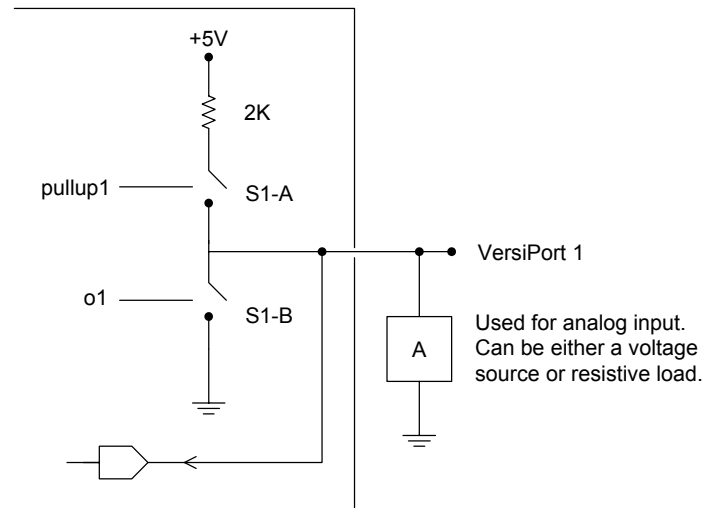 +5V
2K
pullup1
S1-A
VersiPort 1
o1
S1-B
A
Used for analog input.
Can be either a voltage
source or resistive load.